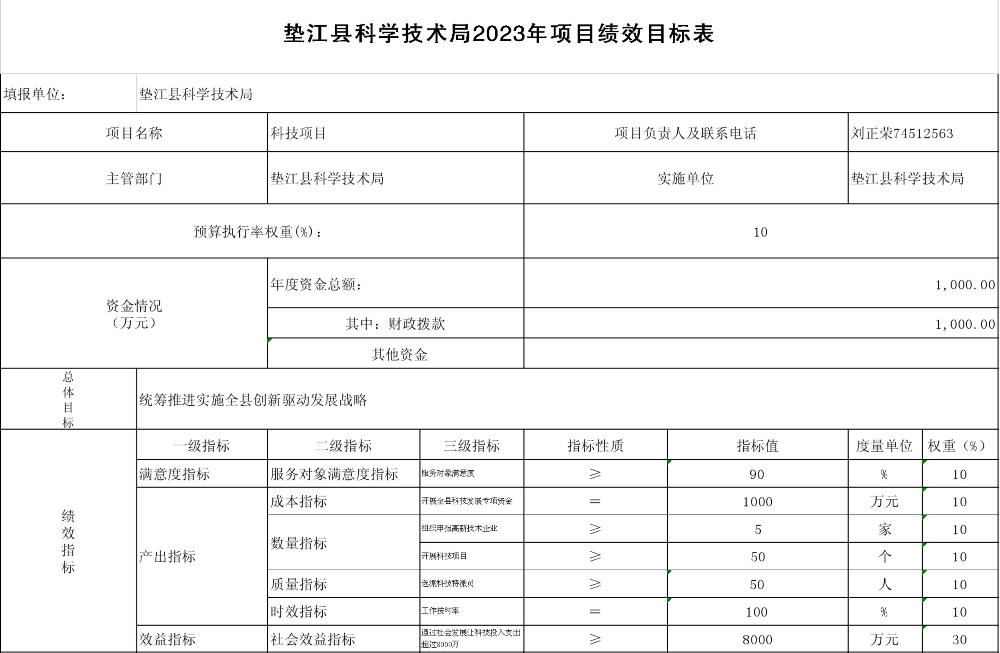 垫江县科学技术局2023年项目绩效目标表
填报单位： 垫江县科学技术局
项目名称 科技项目 项目负责人及联系电话 刘正荣74512563
主管部门 垫江县科学技术局 实施单位 垫江县科学技术局
预算执行率权重(%)： 10
资金情况
（万元）
年度资金总额： 1,000.00
其中：财政拨款 1,000.00
其他资金
总
体
目
标
统筹推进实施全县创新驱动发展战略
绩
效
指
标
一级指标 二级指标 三级指标 指标性质 指标值 度量单位 权重（%）
满意度指标 服务对象满意度指标 服务对象满意度 ≥ 90 % 10
产出指标
成本指标 开展全县科技发展专项资金 ＝ 1000 万元 10
数量指标
组织申报高新技术企业 ≥ 5 家 10
开展科技项目 ≥ 50 个 10
质量指标 选派科技特派员 ≥ 50 人 10
时效指标 工作按时率 ＝ 100 % 10
效益指标 社会效益指标 通过社会发展让科技投入支出
超过8000万
≥ 8000 万元 30